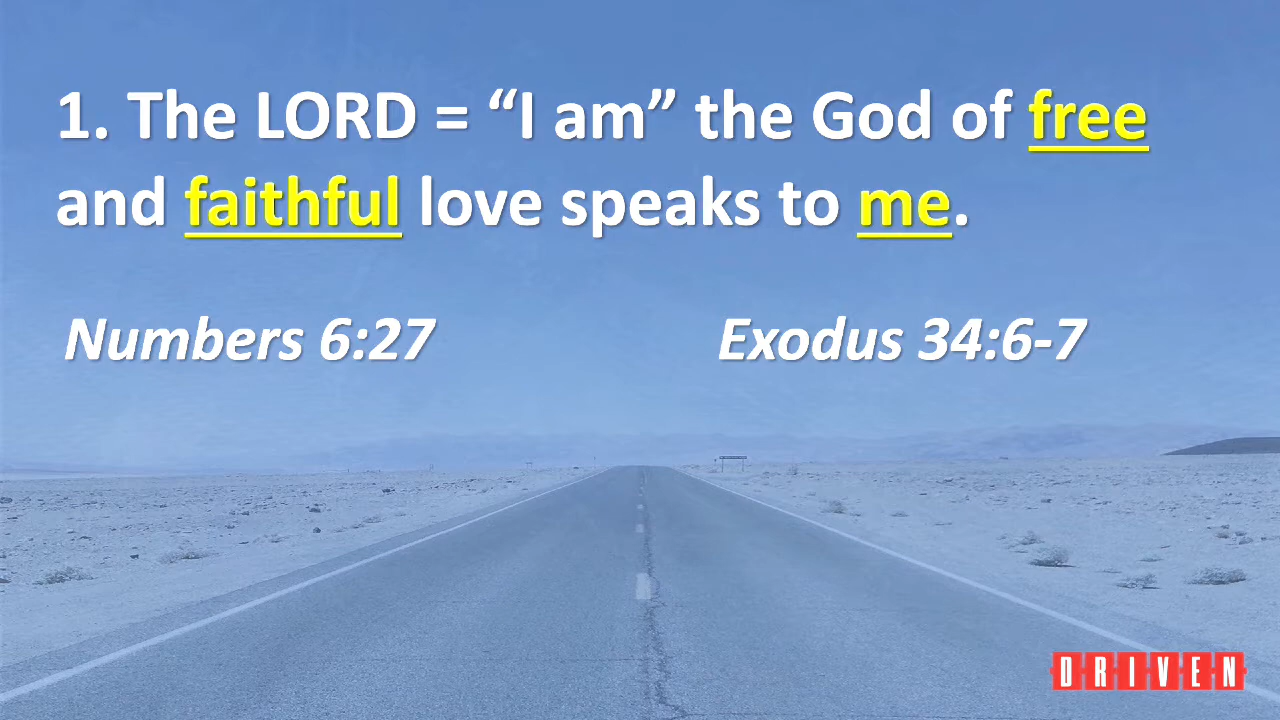 1. The LORD = “I am” the God of free
and faithful love speaks to me.
Numbers 6:27 Exodus 34:6-7
DRIVEN